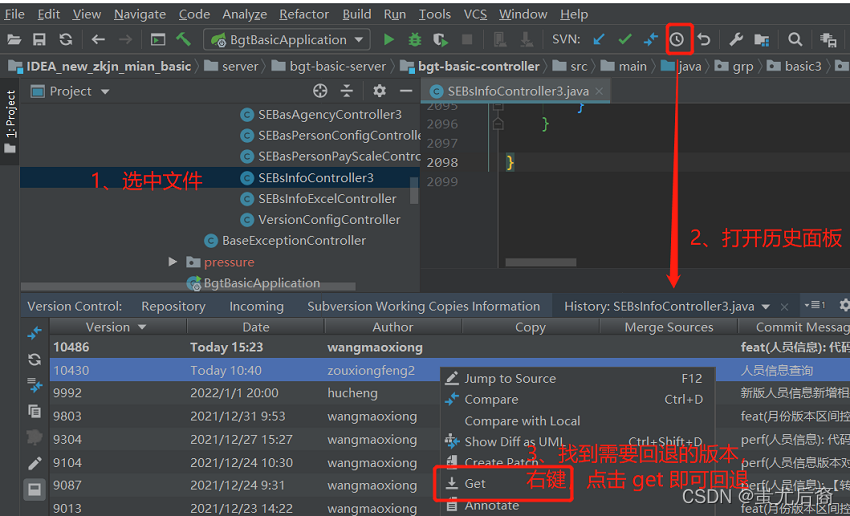 File Edit View Navigate Code Analyze Refactor Build Run Tools VCS Window Help
BgtBasicApplication SVN:
IDEA_new_zkjn_mian_basic server bgt-basic-server bgt-basic-controller src main java grp basic3
1: Project
Project
SEBsInfoController3.java
SEBasAgencyController3
SEBasPersonConfigControlle
SEBasPersonPayScaleContro
SEBsInfoController3
SEBsInfoExcelController
VersionConfigController
BaseExceptionController
pressure
BgtBasicApplication
2095 }
2096 }
2097
2098 }
2099
1、选中文件
2、打开历史面板
Version Control: Repository Incoming Subversion Working Copies Information History: SEBsInfoController3.java
Version Date Author Copy Merge Sources Commit Messag
10486 Today 15:23 wangmaoxiong feat(人员信息): 代码
10430 Today 10:40 zouxiongfeng2 人员信息查询
9992 2022/1/1 20:00 hucheng 新版人员信息新增相
9803 2021/12/31 9:53 wangmaoxiong feat(月份版本区间控
9304 2021/12/27 15:27 wangmaoxiong perf(人员信息): 代码
9104 2021/12/24 10:30 wangmaoxiong 人员信息版本对
9087 2021/12/24 9:31 wangmaoxiong perf(人员信息):【转
9013 2021/12/23 14:22 wangmaoxiong feat(月份版本区间控
Jump to Source F12
Compare Ctrl+D
Compare with Local
Show Diff as UML Ctrl+Shift+D
Create Patch
Get
Annotate
3、找到需要回退的版本，
右键， 点击 get 即可回退
CSDN @蚩尤后裔